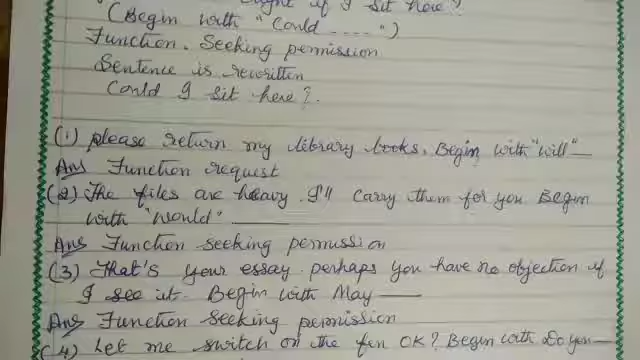 if I sit here?
(Begin with "Could ....")
Function. Seeking permission
Sentence is rewritten
Could I sit here?.
(1) please return my library books. Begin with "will" —
Ans Function request
(2) The files are heavy. I'll carry them for you Begin
with "would" ——
Ans Function seeking permission
(3) That's your essay. perhaps you have no objection if
I see it. Begin with May ——
Ans Function seeking permission
(4) Let me switch on the fan OK? Begin with Do you —